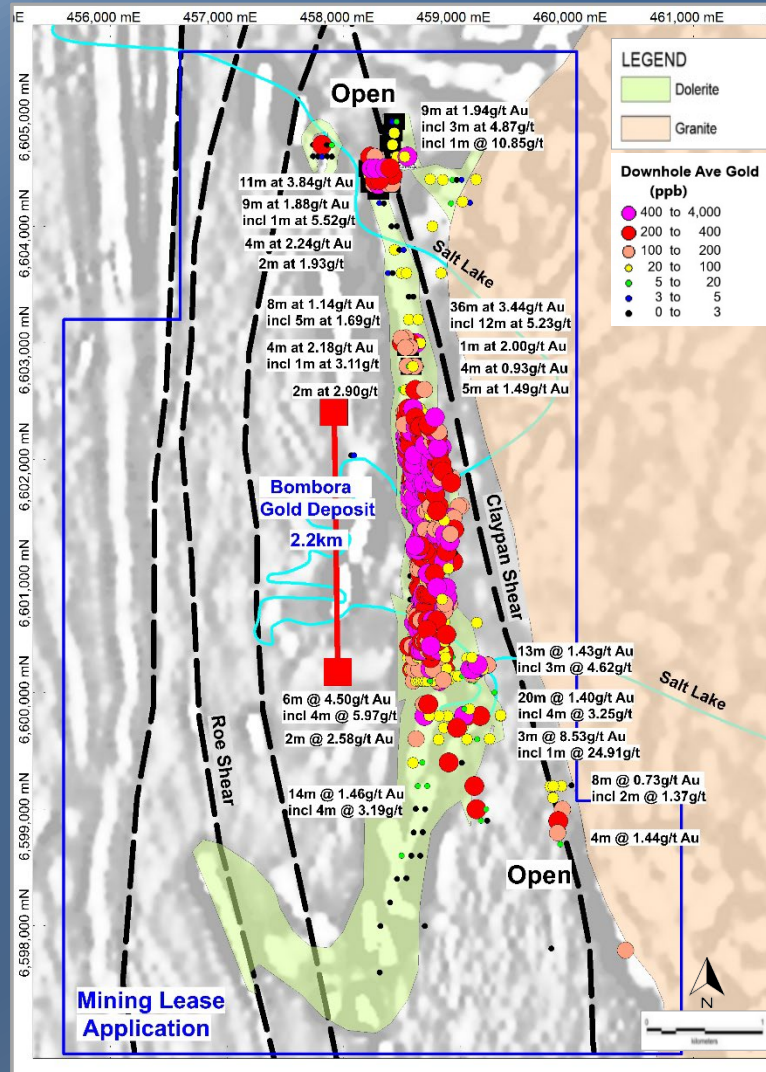 mE
456,000 mE
457,000 mE
458,000 mE
459,000 mE
460,000 mE
461,000 mE
6,605,000 mN
6,604,000 mN
6,603,000 mN
6,602,000 mN
6,601,000 mN
6,600,000 mN
6,599,000 mN
6,598,000 mN
LEGEND
Dolerite
Granite
Downhole Ave Gold
(ppb)
400 to 4,000
200 to 400
100 to 200
20 to 100
5 to 20
3 to 5
0 to 3
Open
9m at 1.94g/t Au
incl 3m at 4.87g/t
incl 1m @ 10.85g/t
11m at 3.84g/t Au
9m at 1.88g/t Au
incl 1m at 5.52g/t
4m at 2.24g/t Au
2m at 1.93g/t
Salt Lake
8m at 1.14g/t Au
incl 5m at 1.69g/t
36m at 3.44g/t Au
incl 12m at 5.23g/t
4m at 2.18g/t Au
incl 1m at 3.11g/t
1m at 2.00g/t Au
4m at 0.93g/t Au
2m at 2.90g/t
5m at 1.49g/t Au
Bombora
Gold Deposit
2.2km
Claypan Shear
13m @ 1.43g/t Au
incl 3m @ 4.62g/t
6m @ 4.50g/t Au
incl 4m @ 5.97g/t
20m @ 1.40g/t Au
incl 4m @ 3.25g/t
Salt Lake
2m @ 2.58g/t Au
3m @ 8.53g/t Au
incl 1m @ 24.91g/t
Roe Shear
14m @ 1.46g/t Au
incl 4m @ 3.19g/t
8m @ 0.73g/t Au
incl 2m @ 1.37g/t
4m @ 1.44g/t Au
Open
Mining Lease
Application
N
0
1
kilometers